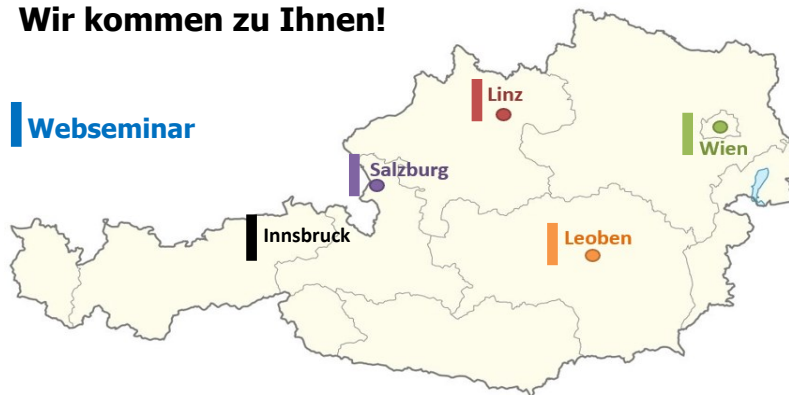 Wir kommen zu Ihnen!
Linz
Webseminar
Wien
Salzburg
Innsbruck
Leoben